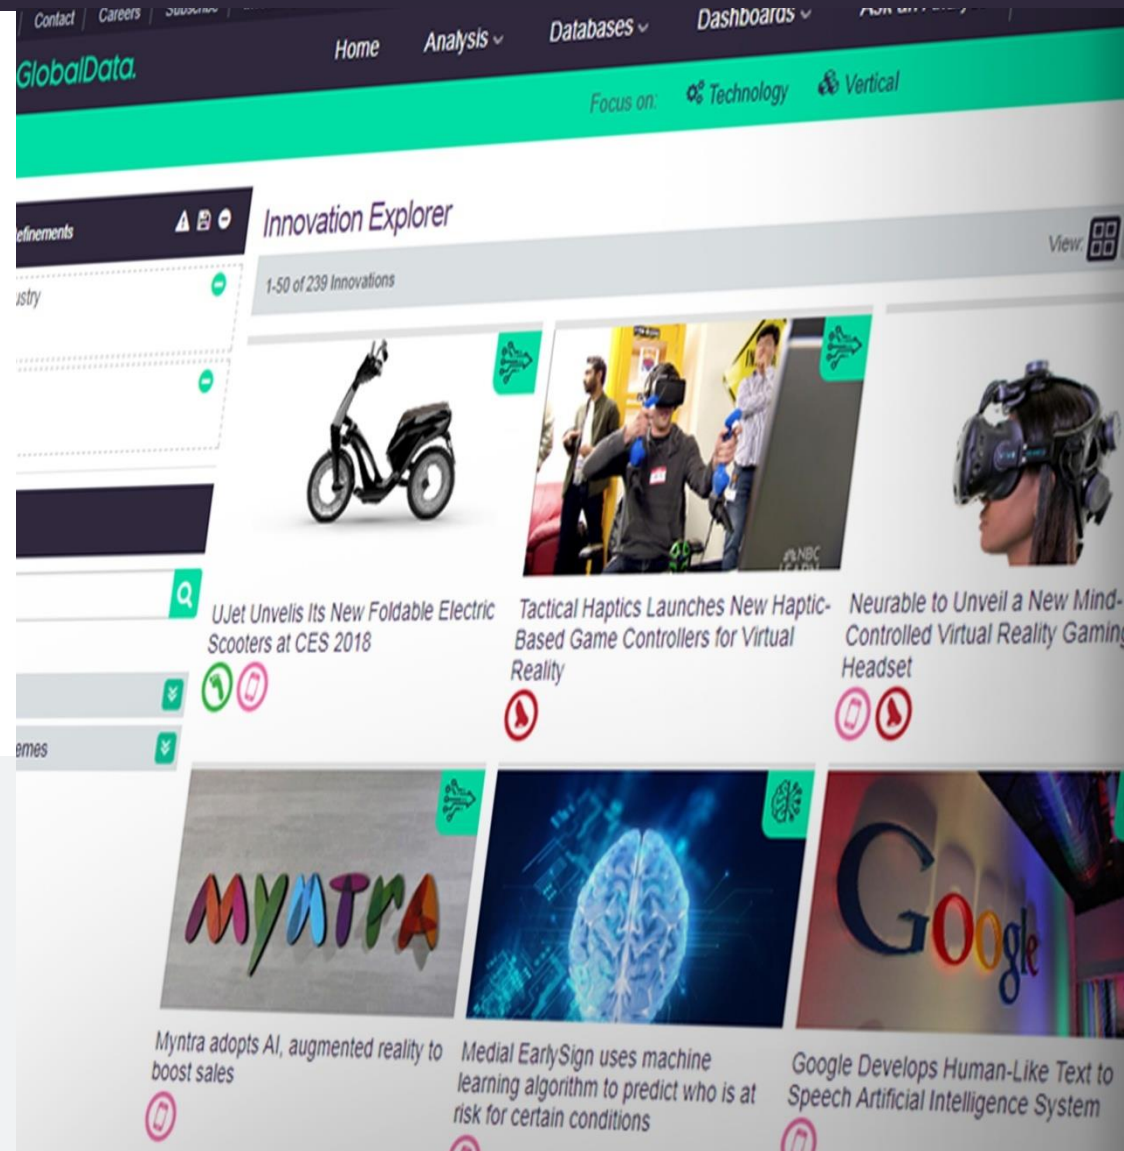 Contact
Careers
Subscribe
GlobalData.
Home
Analysis
Databases
Dashboards
Focus on:
Technology
Vertical
Innovation Explorer
View:
1-50 of 239 Innovations
NBC
UJet Unvelis Its New Foldable Electric
Scooters at CES 2018
Tactical Haptics Launches New Haptic-
Based Game Controllers for Virtual
Reality
Neurable to Unveil a New Mind-
Controlled Virtual Reality Gaming
Headset
MYNTRA
Google
Myntra adopts AI, augmented reality to
boost sales
Medial EarlySign uses machine
learning algorithm to predict who is at
risk for certain conditions
Google Develops Human-Like Text to
Speech Artificial Intelligence System